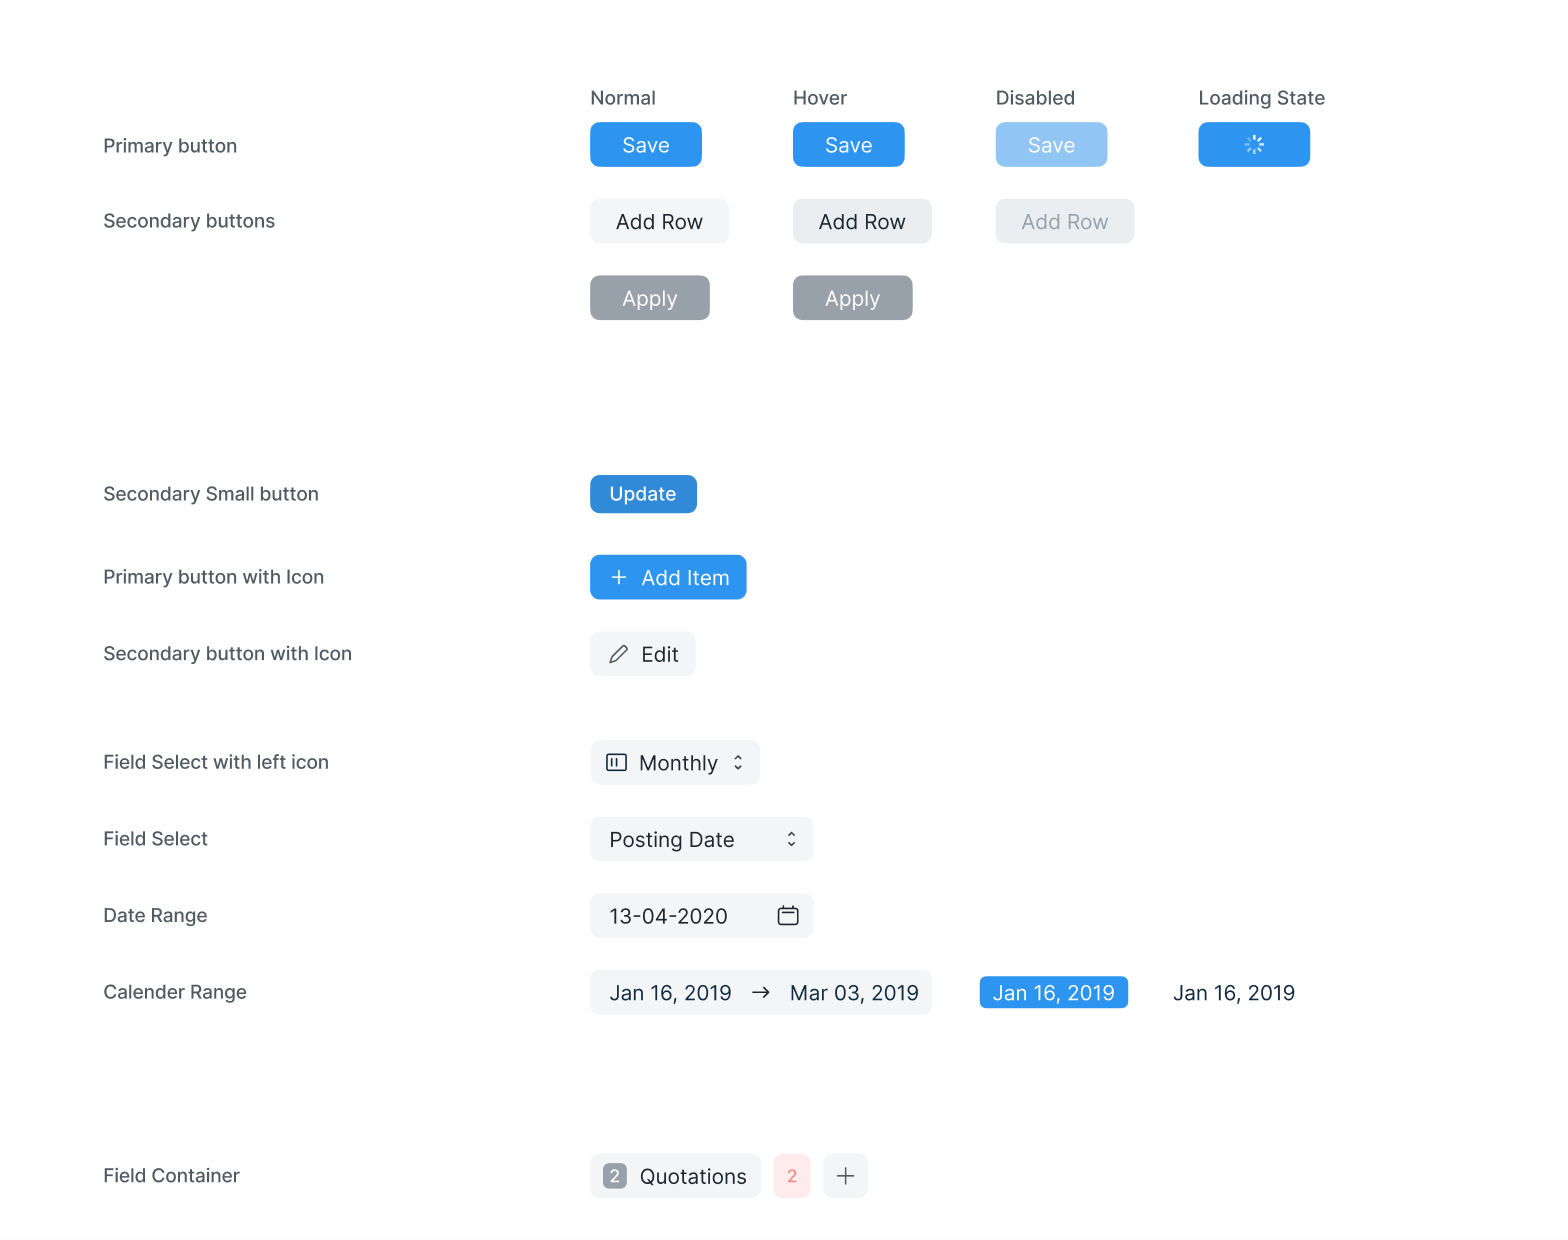 Normal Hover Disabled Loading State
Primary button Save Save Save
Secondary buttons Add Row Add Row Add Row
Apply Apply
Secondary Small button Update
Primary button with Icon Add Item
Secondary button with Icon Edit
Field Select with left icon Monthly
Field Select Posting Date
Date Range 13-04-2020
Calender Range Jan 16, 2019 → Mar 03, 2019 Jan 16, 2019 Jan 16, 2019
Field Container 2 Quotations 2 +